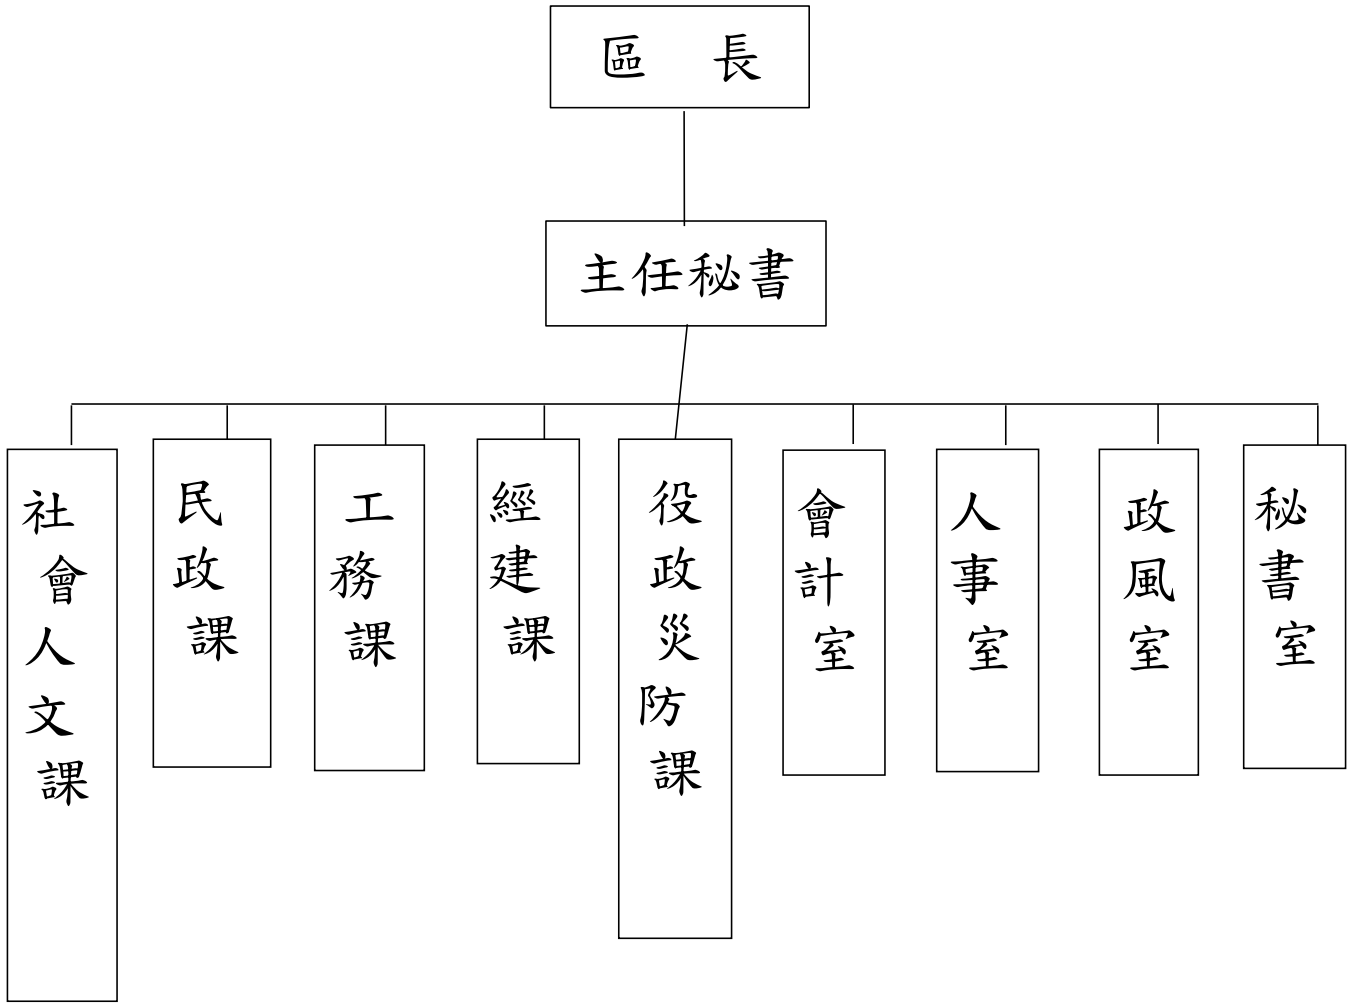 區 長
主任秘書
社會人文課
民政課
工務課
經建課
役政災防課
會計室
人事室
政風室
秘書室